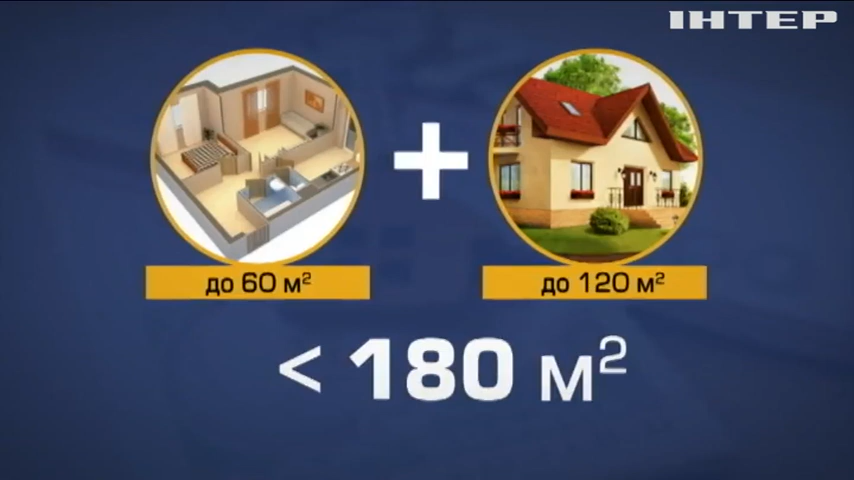 ІНТЕР
до 60 м²
+
до 120 м²
< 180 м²